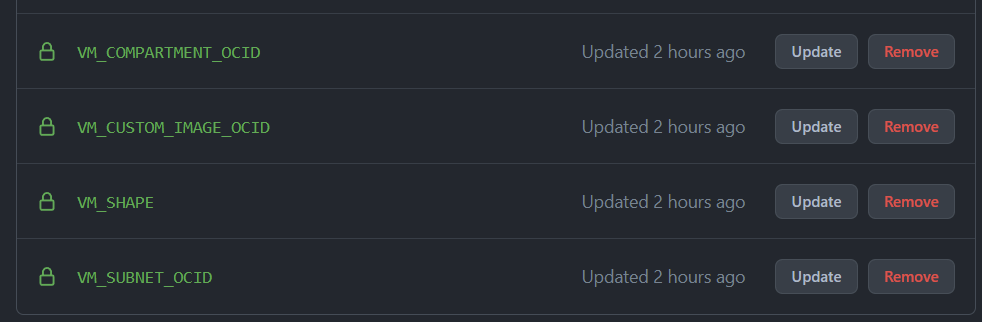 VM_COMPARTMENT_OCID Updated 2 hours ago Update Remove
VM_CUSTOM_IMAGE_OCID Updated 2 hours ago Update Remove
VM_SHAPE Updated 2 hours ago Update Remove
VM_SUBNET_OCID Updated 2 hours ago Update Remove